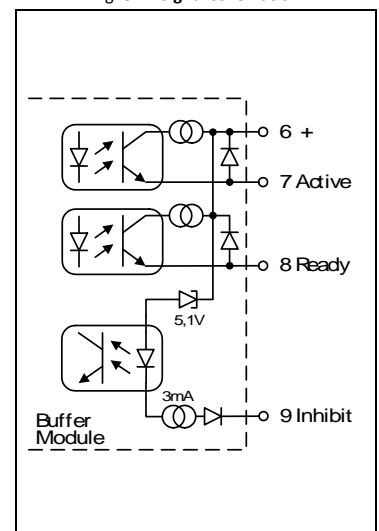 6 +
7 Active
8 Ready
5,1V
3mA
9 Inhibit
Buffer
Module